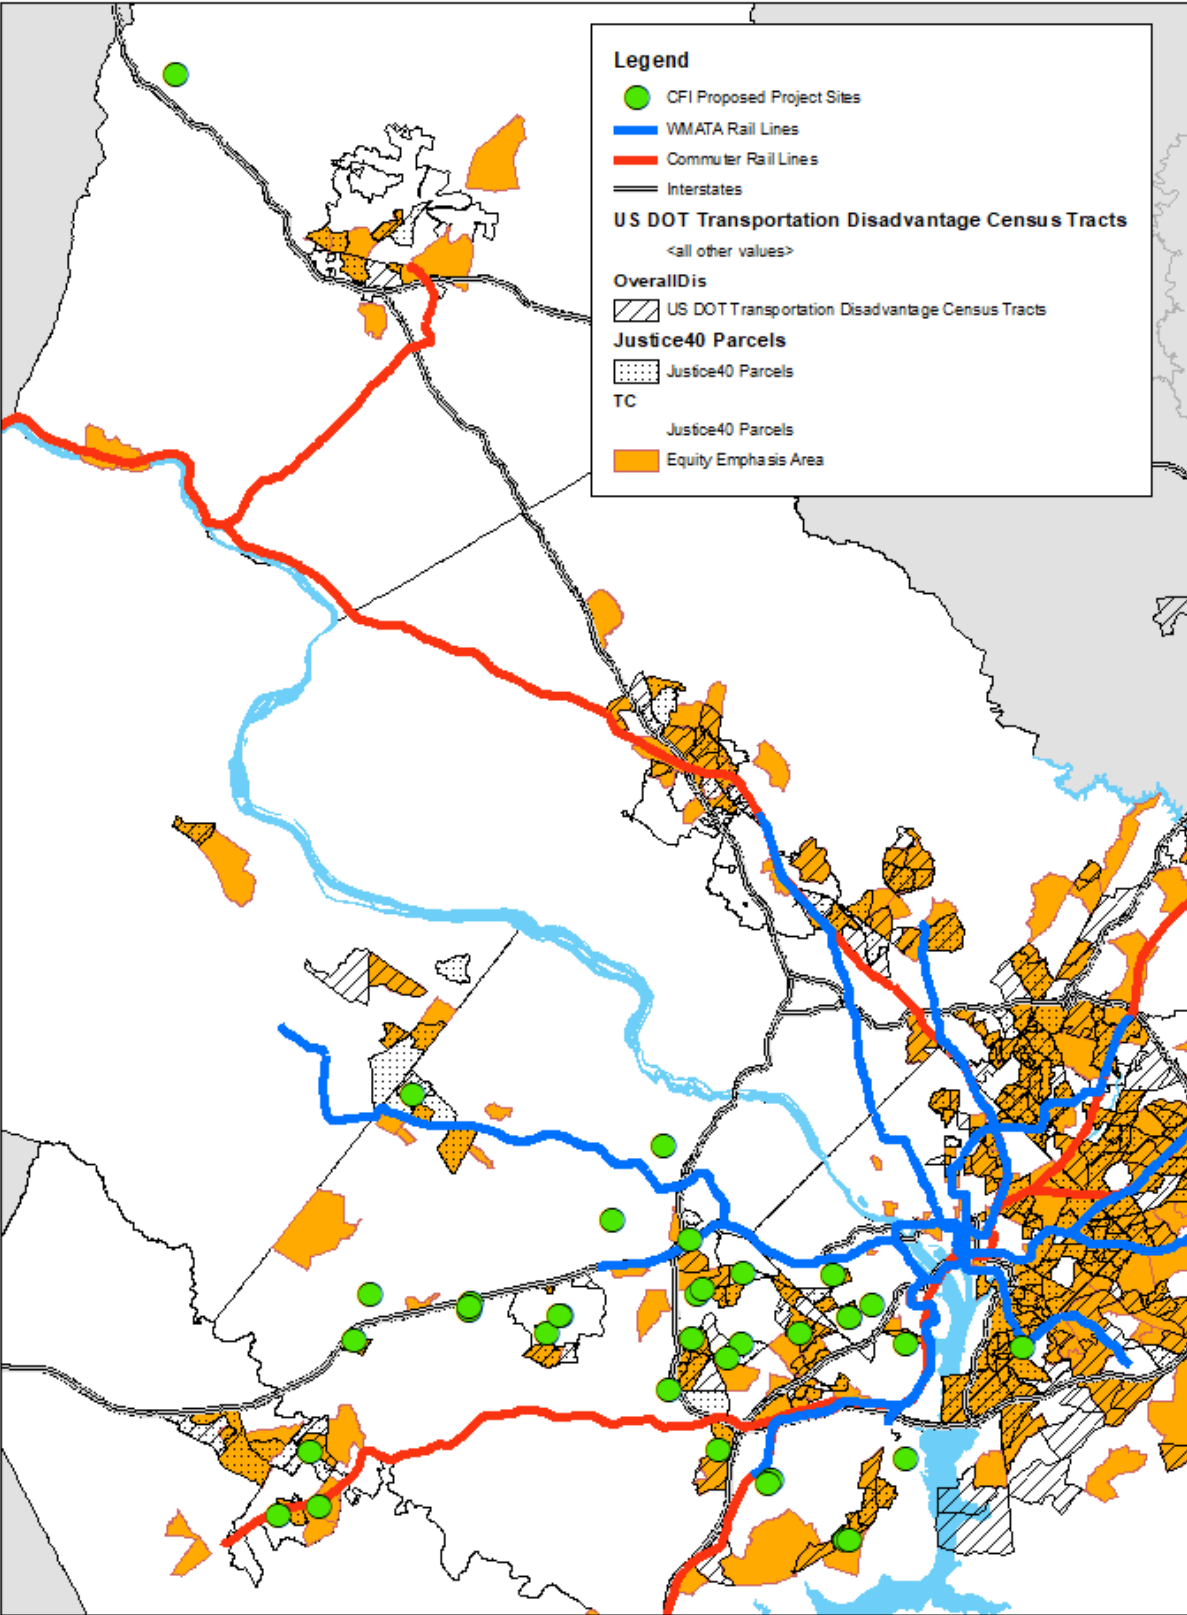 Legend
CFI Proposed Project Sites
WMATA Rail Lines
Commuter Rail Lines
Interstates
US DOT Transportation Disadvantage Census Tracts
<all other values>
OverallDis
US DOT Transportation Disadvantage Census Tracts
Justice40 Parcels
Justice40 Parcels
TC
Justice40 Parcels
Equity Emphasis Area